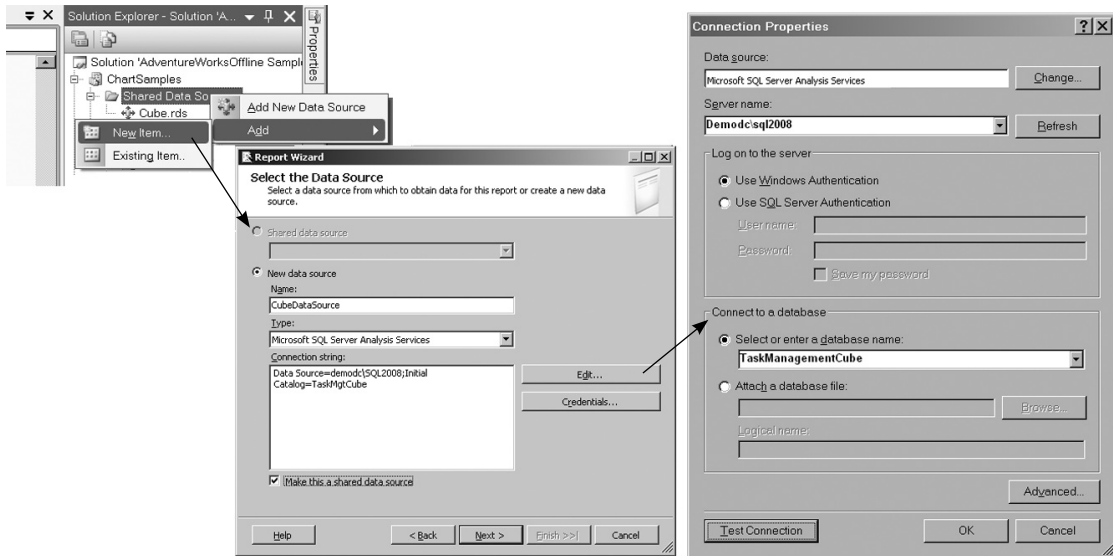 Solution Explorer - Solution 'A...
Properties
Solution 'AdventureWorksOffline Sampl
ChartSamples
Shared Data So
Cube.rds
Add New Data Source
Add
New Item...
Existing Item..
Report Wizard
Select the Data Source
Select a data source from which to obtain data for this report or create a new data
source.
Shared data source
New data source
Name:
CubeDataSource
Type:
Microsoft SQL Server Analysis Services
Connection string:
Data Source=demodc\SQL2008;Initial
Catalog=TaskMgtCube
Edit...
Credentials...
Make this a shared data source
Help
< Back
Next >
Finish >>|
Cancel
Connection Properties
Data source:
Microsoft SQL Server Analysis Services
Change...
Server name:
Demodc\sql2008
Refresh
Log on to the server
Use Windows Authentication
Use SQL Server Authentication
User name:
Password:
Save my password
Connect to a database
Select or enter a database name:
TaskManagementCube
Attach a database file:
Browse...
Logical name:
Advanced...
Test Connection
OK
Cancel